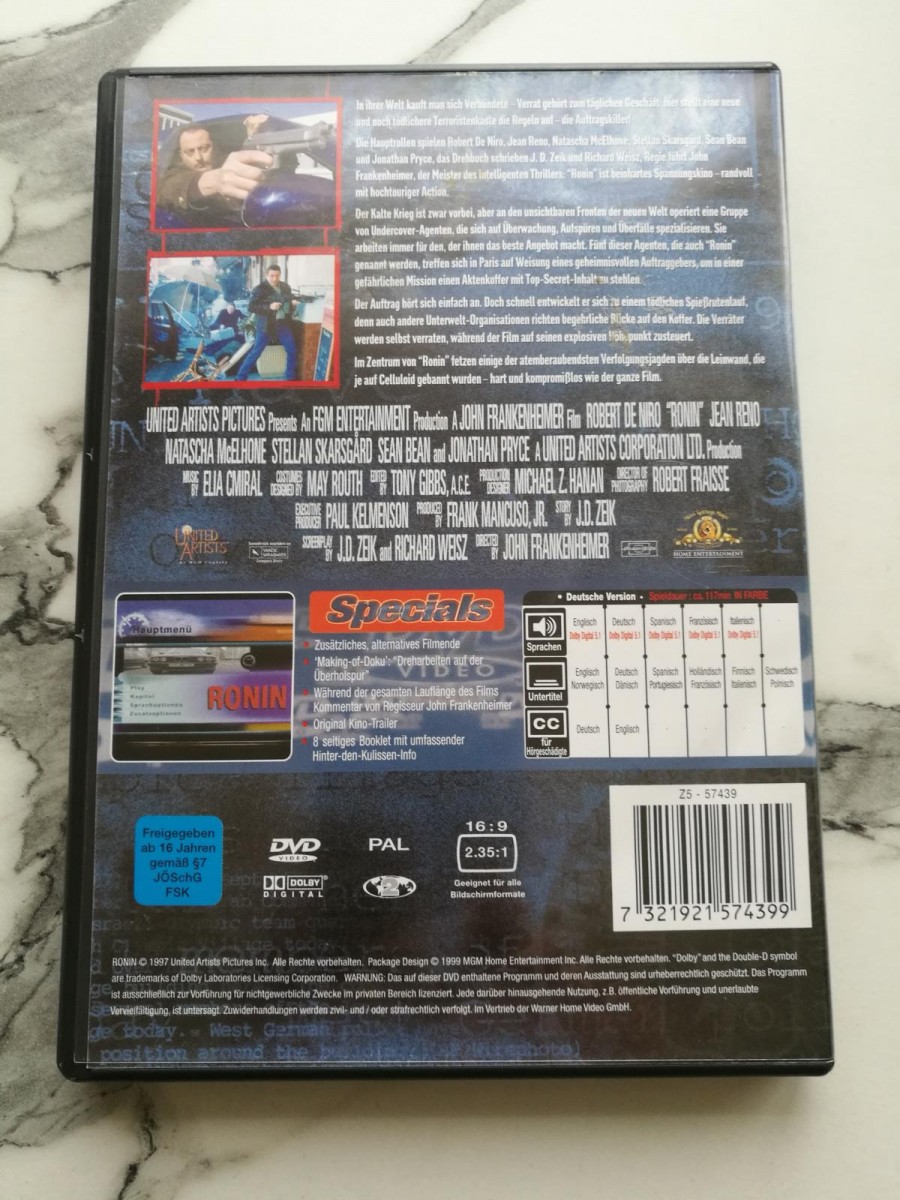 In ihrer Welt kauft man sich Verbündete – Verrat gehört zum täglichen Geschäft. Hier stellt eine neue
und noch tödlichere Terroristenkaste die Regeln auf – die Auftragskiller!
Die Hauptrollen spielen Robert De Niro, Jean Reno, Natascha McElhone, Stellan Skarsgard, Sean Bean
und Jonathan Pryce, das Drehbuch schrieben J. D. Zeik und Richard Weisz, Regie führt John
Frankenheimer, der Meister des intelligenten Thrillers: "Ronin" ist beinhartes Spannungskino – randvoll
mit hochtouriger Action.
Der Kalte Krieg ist zwar vorbei, aber an den unsichtbaren Fronten der neuen Welt operiert eine Gruppe
von Undercover-Agenten, die sich auf Überwachung, Aufspüren und Überfälle spezialisieren. Sie
arbeiten immer für den, der ihnen das beste Angebot macht. Fünf dieser Agenten, die auch "Ronin"
genannt werden, treffen sich in Paris auf Weisung eines geheimnisvollen Auftraggebers, um in einer
gefährlichen Mission einen Aktenkoffer mit Top-Secret-Inhalt zu stehlen.
Der Auftrag hört sich einfach an. Doch schnell entwickelt er sich zu einem tödlichen Spießrutenlauf,
denn auch andere Unterwelt-Organisationen richten begehrliche Blicke auf den Koffer. Die Verräter
werden selbst verraten, während der Film auf seinen explosiven Höhepunkt zusteuert.
Im Zentrum von "Ronin" fetzen einige der atemberaubendsten Verfolgungsjagden über die Leinwand, die
je auf Celluloid gebannt wurden – hart und kompromißlos wie der ganze Film.
UNITED ARTISTS PICTURES Presents An FGM ENTERTAINMENT Production A JOHN FRANKENHEIMER Film ROBERT DE NIRO "RONIN" JEAN RENO
NATASCHA McELHONE STELLAN SKARSGÅRD SEAN BEAN and JONATHAN PRYCE A UNITED ARTISTS CORPORATION LTD. Production
MUSIC BY ELIA CMIRAL COSTUMES DESIGNED BY MAY ROUTH EDITED BY TONY GIBBS, A.C.E. PRODUCTION DESIGNER MICHAEL Z. HANAN DIRECTOR OF PHOTOGRAPHY ROBERT FRAISSE
EXECUTIVE PRODUCER PAUL KELMENSON PRODUCED BY FRANK MANCUSO, JR. STORY BY J.D. ZEIK
SCREENPLAY BY J.D. ZEIK and RICHARD WEISZ DIRECTED BY JOHN FRANKENHEIMER
UNITED ARTISTS
HOME ENTERTAINMENT
Hauptmenü
Play
Kapitel
Sprachoptionen
Zusatzoptionen
RONIN
Specials
Zusätzliches, alternatives Filmende
'Making-of-Doku': "Dreharbeiten auf der
Überholspur"
Während der gesamten Lauflänge des Films
Kommentar von Regisseur John Frankenheimer
Original Kino-Trailer
8 seitiges Booklet mit umfassender
Hinter-den-Kulissen-Info
• Deutsche Version • Spieldauer : ca. 117min IN FARBE
Sprachen
Englisch Deutsch Spanisch Französisch Italienisch
Dolby Digital 5.1 Dolby Digital 5.1 Dolby Digital 5.1 Dolby Digital 5.1 Dolby Digital 5.1
Untertitel
Englisch Deutsch Spanisch Holländisch Finnisch Schwedisch
Norwegisch Dänisch Portugiesisch Französisch Italienisch Polnisch
CC
für
Hörgeschädigte
Deutsch Englisch
Freigegeben
ab 16 Jahren
gemäß §7
JÖSchG
FSK
DVD
VIDEO
DOLBY
DIGITAL
PAL
2
16:9
2.35:1
Geeignet für alle
Bildschirmformate
Z5 - 57439
7 321921 574399
RONIN © 1997 United Artists Pictures Inc. Alle Rechte vorbehalten. Package Design © 1999 MGM Home Entertainment Inc. Alle Rechte vorbehalten. "Dolby" and the Double-D symbol
are trademarks of Dolby Laboratories Licensing Corporation. WARNUNG: Das auf dieser DVD enthaltene Programm und deren Ausstattung sind urheberrechtlich geschützt. Das Programm
ist ausschließlich zur Vorführung für nichtgewerbliche Zwecke im privaten Bereich lizenziert. Jede darüber hinausgehende Nutzung, z.B. öffentliche Vorführung und unerlaubte
Vervielfältigung, ist untersagt. Zuwiderhandlungen werden zivil- und / oder strafrechtlich verfolgt. Im Vertrieb der Warner Home Video GmbH.
today. West German
position around the